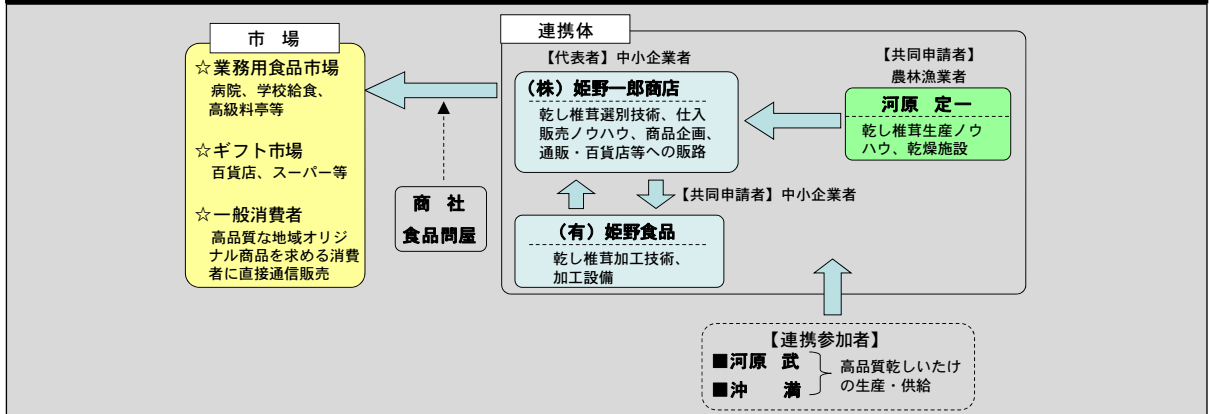 市 場
☆業務用食品市場
病院、学校給食、
高級料亭等
☆ギフト市場
百貨店、スーパー等
☆一般消費者
高品質な地域オリジ
ナル商品を求める消費
者に直接通信販売
商 社
食品問屋
連携体
【代表者】中小企業者
(株)姫野一郎商店
乾し椎茸選別技術、仕入
販売ノウハウ、商品企画、
通販・百貨店等への販路
【共同申請者】
農林漁業者
河原 定一
乾し椎茸生産ノウ
ハウ、乾燥施設
【共同申請者】中小企業者
(有)姫野食品
乾し椎茸加工技術、
加工設備
【連携参加者】
■河原 武
■沖 満
高品質乾しいたけ
の生産・供給